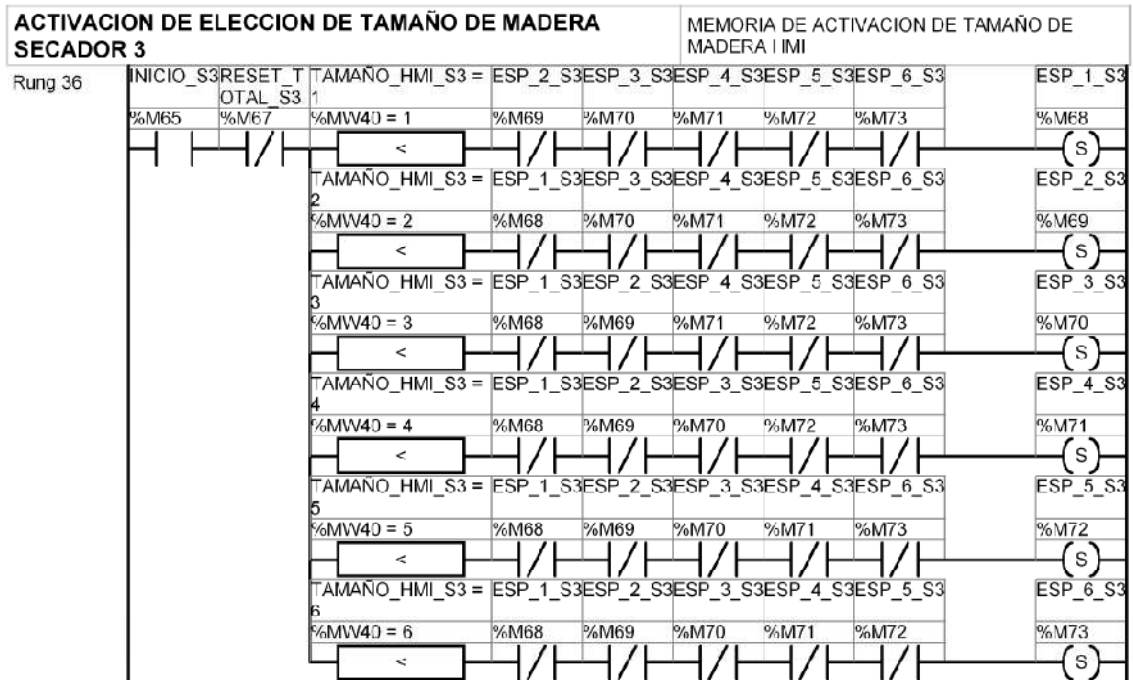 ACTIVACION DE ELECCION DE TAMAÑO DE MADERA
SECADOR 3
MEMORIA DE ACTIVACION DE TAMAÑO DE
MADERA HMI
Rung 36
INICIO_S3 RESET_T TAMAÑO_HMI_S3 = ESP_2_S3 ESP_3_S3 ESP_4_S3 ESP_5_S3 ESP_6_S3 ESP_1_S3
OTAL_S3 1
%M65 %M67 %MW40 = 1 %M69 %M70 %M71 %M72 %M73 %M68
< S
TAMAÑO_HMI_S3 = ESP_1_S3 ESP_3_S3 ESP_4_S3 ESP_5_S3 ESP_6_S3 ESP_2_S3
2
%MW40 = 2 %M68 %M70 %M71 %M72 %M73 %M69
< S
TAMAÑO_HMI_S3 = ESP_1_S3 ESP_2_S3 ESP_4_S3 ESP_5_S3 ESP_6_S3 ESP_3_S3
3
%MW40 = 3 %M68 %M69 %M71 %M72 %M73 %M70
< S
TAMAÑO_HMI_S3 = ESP_1_S3 ESP_2_S3 ESP_3_S3 ESP_5_S3 ESP_6_S3 ESP_4_S3
4
%MW40 = 4 %M68 %M69 %M70 %M72 %M73 %M71
< S
TAMAÑO_HMI_S3 = ESP_1_S3 ESP_2_S3 ESP_3_S3 ESP_4_S3 ESP_6_S3 ESP_5_S3
5
%MW40 = 5 %M68 %M69 %M70 %M71 %M73 %M72
< S
TAMAÑO_HMI_S3 = ESP_1_S3 ESP_2_S3 ESP_3_S3 ESP_4_S3 ESP_5_S3 ESP_6_S3
6
%MW40 = 6 %M68 %M69 %M70 %M71 %M72 %M73
< S